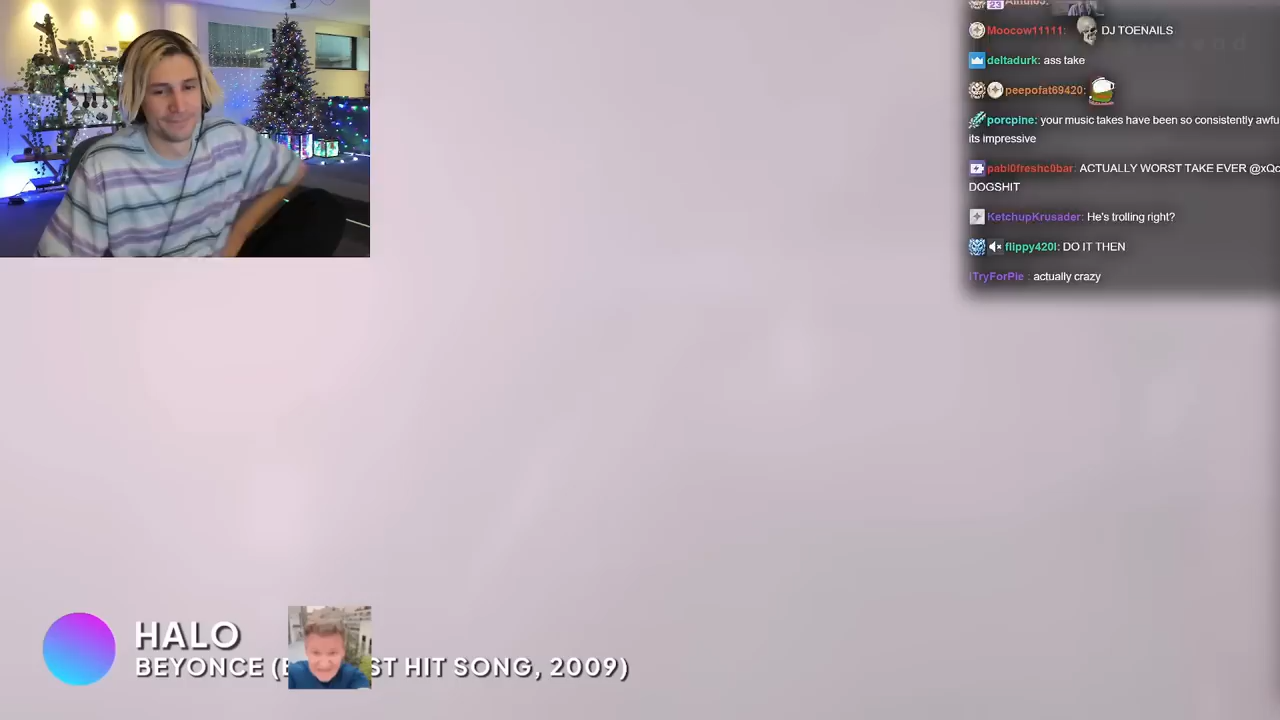 Moocow11111: DJ TOENAILS
deltadurk: ass take
peepofat69420:
porcpine: your music takes have been so consistently awfu
its impressive
pabl0freshc0bar: ACTUALLY WORST TAKE EVER @xQc
DOGSHIT
KetchupKrusader: He's trolling right?
flippy420l: DO IT THEN
ITryForPie : actually crazy
HALO
BEYONCE ( ST HIT SONG, 2009)